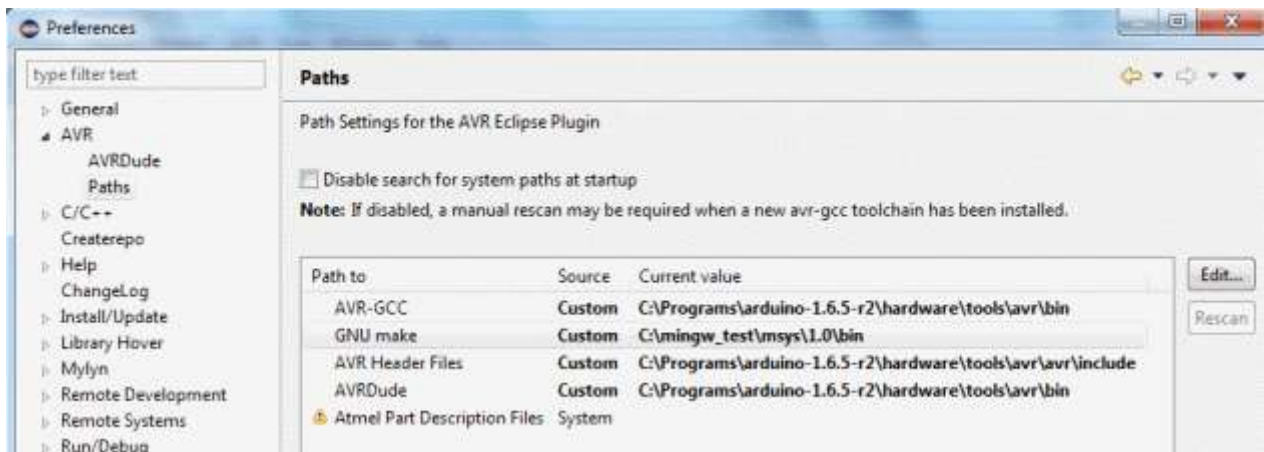 Preferences
type filter text
General
AVR
AVRDude
Paths
C/C++
Createrepo
Help
ChangeLog
Install/Update
Library Hover
Mylyn
Remote Development
Remote Systems
Run/Debug
Paths
Path Settings for the AVR Eclipse Plugin
Disable search for system paths at startup
Note: If disabled, a manual rescan may be required when a new avr-gcc toolchain has been installed.
Path to Source Current value
AVR-GCC Custom C:\Programs\arduino-1.6.5-r2\hardware\tools\avr\bin
GNU make Custom C:\mingw_test\msys\1.0\bin
AVR Header Files Custom C:\Programs\arduino-1.6.5-r2\hardware\tools\avr\avr\include
AVRDude Custom C:\Programs\arduino-1.6.5-r2\hardware\tools\avr\bin
Atmel Part Description Files System
Edit...
Rescan